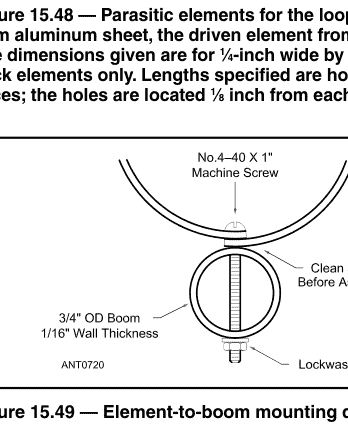 ure 15.48 — Parasitic elements for the loop
m aluminum sheet, the driven element from
e dimensions given are for ¼-inch wide by
ck elements only. Lengths specified are ho
ces; the holes are located ⅛ inch from each
No.4–40 X 1"
Machine Screw
Clean
Before As
3/4" OD Boom
1/16" Wall Thickness
ANT0720
Lockwas
ure 15.49 — Element-to-boom mounting d